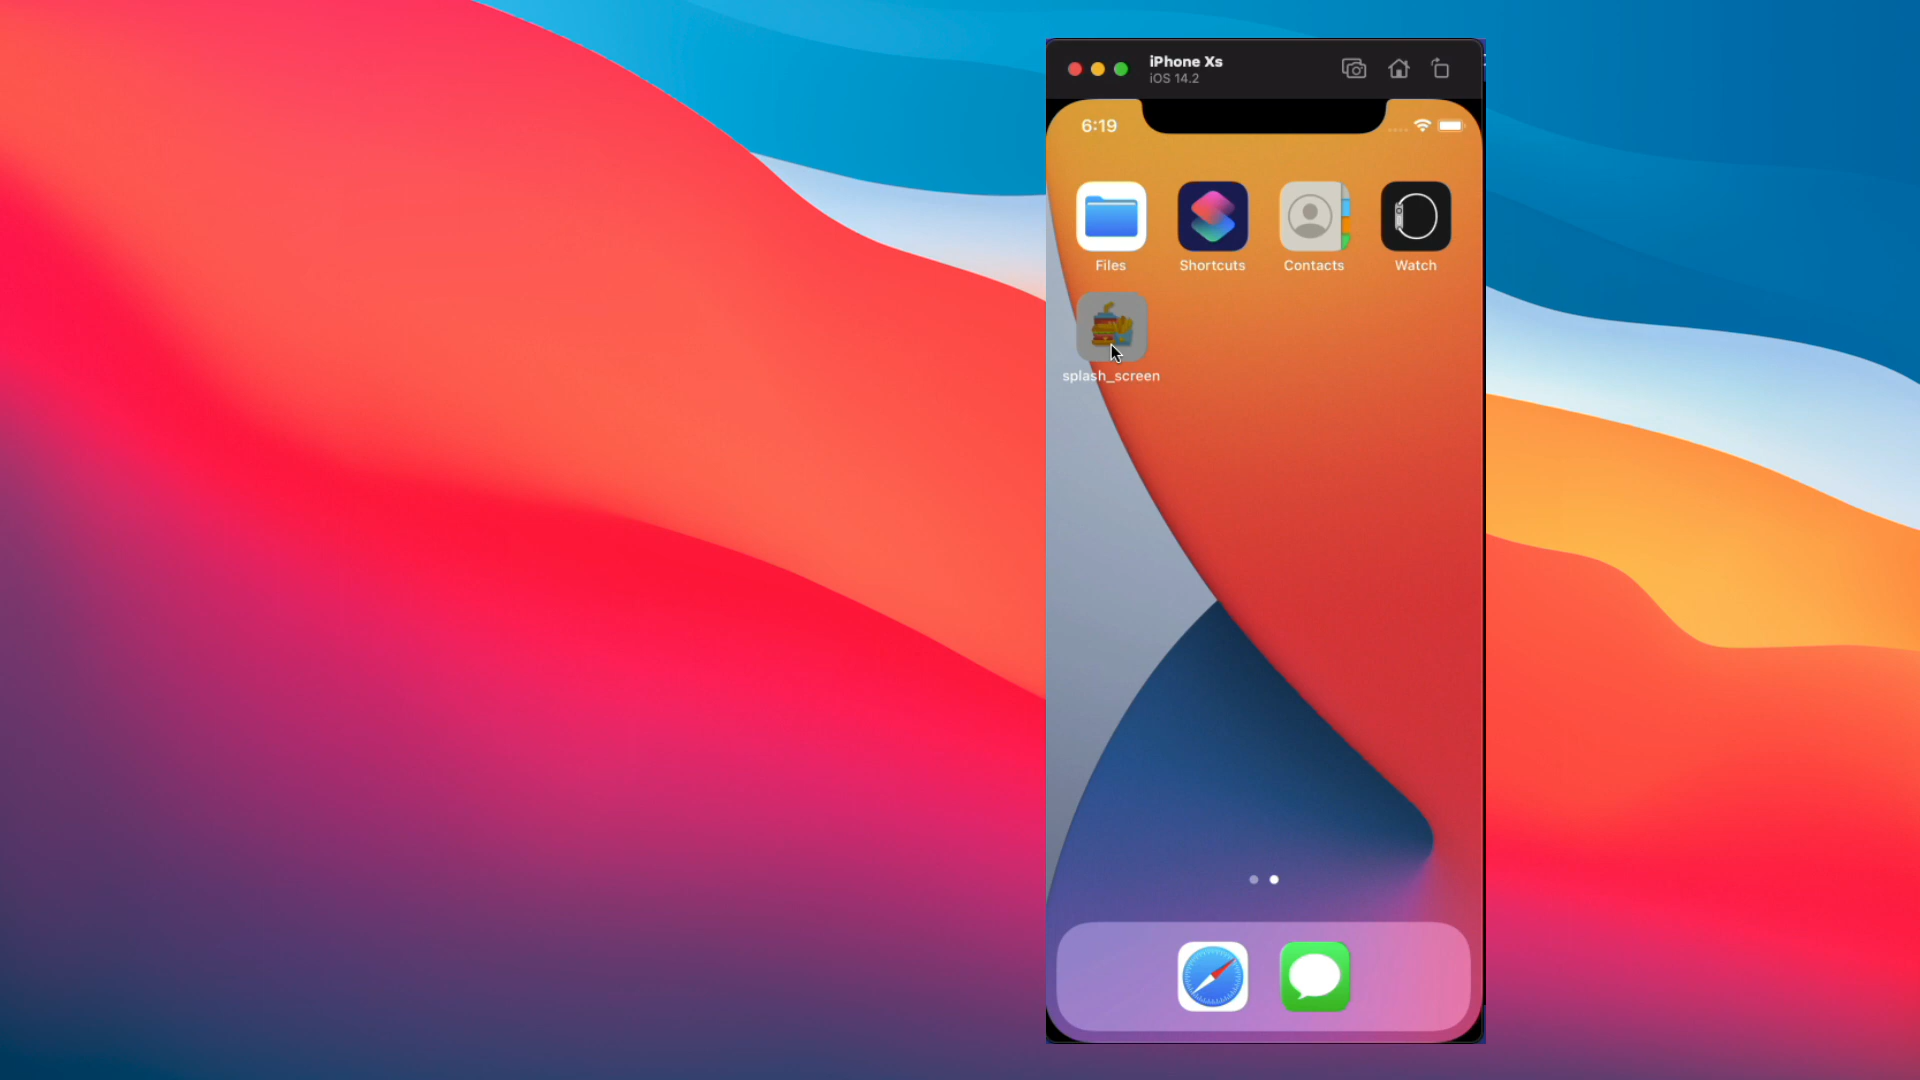 iPhone Xs
iOS 14.2
6:19
Files
Shortcuts
Contacts
Watch
splash_screen